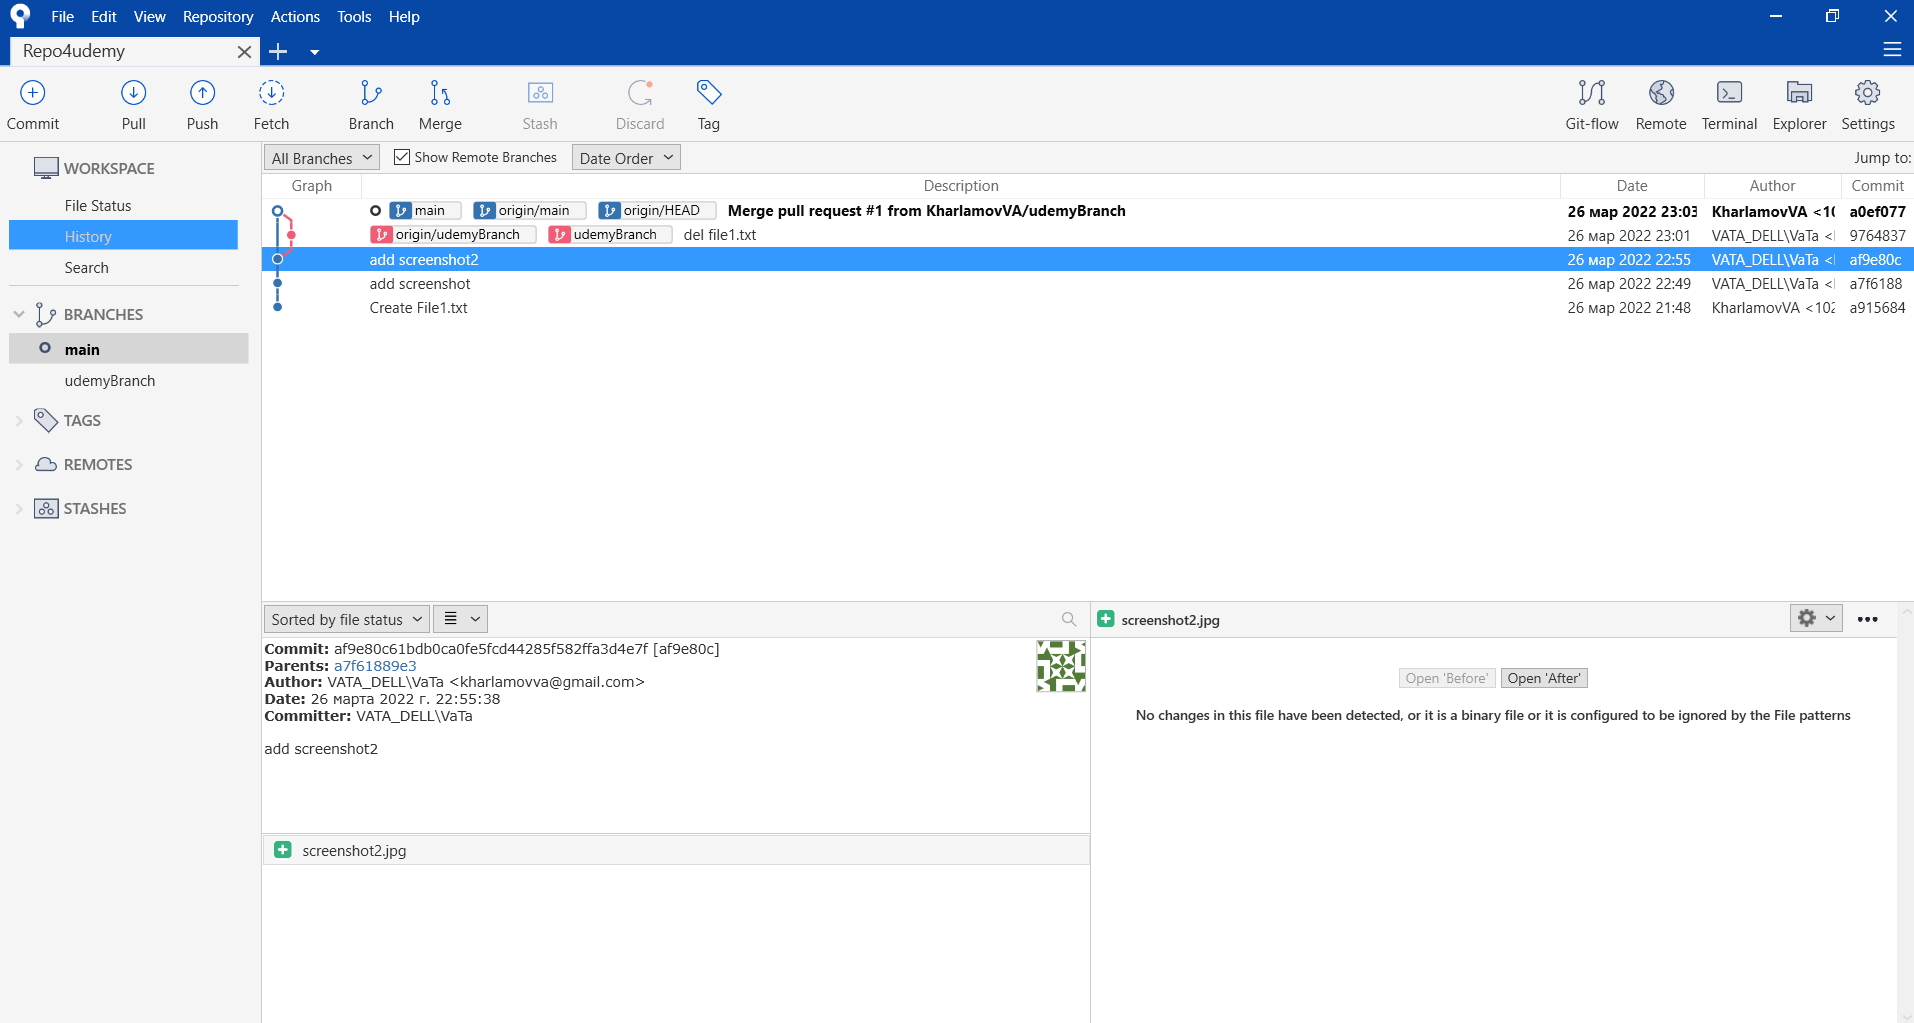 File Edit View Repository Actions Tools Help
Repo4udemy
Commit Pull Push Fetch Branch Merge Stash Discard Tag Git-flow Remote Terminal Explorer Settings
WORKSPACE
File Status
History
Search
BRANCHES
main
udemyBranch
TAGS
REMOTES
STASHES
All Branches Show Remote Branches Date Order Jump to:
Graph Description Date Author Commit
main origin/main origin/HEAD Merge pull request #1 from KharlamovVA/udemyBranch 26 мар 2022 23:03 KharlamovVA <10 a0ef077
origin/udemyBranch udemyBranch del file1.txt 26 мар 2022 23:01 VATA_DELL\VaTa < 9764837
add screenshot2 26 мар 2022 22:55 VATA_DELL\VaTa < af9e80c
add screenshot 26 мар 2022 22:49 VATA_DELL\VaTa < a7f6188
Create File1.txt 26 мар 2022 21:48 KharlamovVA <102 a915684
Sorted by file status
Commit: af9e80c61bdb0ca0fe5fcd44285f582ffa3d4e7f [af9e80c]
Parents: a7f61889e3
Author: VATA_DELL\VaTa <kharlamovva@gmail.com>
Date: 26 марта 2022 г. 22:55:38
Committer: VATA_DELL\VaTa
add screenshot2
screenshot2.jpg
screenshot2.jpg
Open 'Before' Open 'After'
No changes in this file have been detected, or it is a binary file or it is configured to be ignored by the File patterns